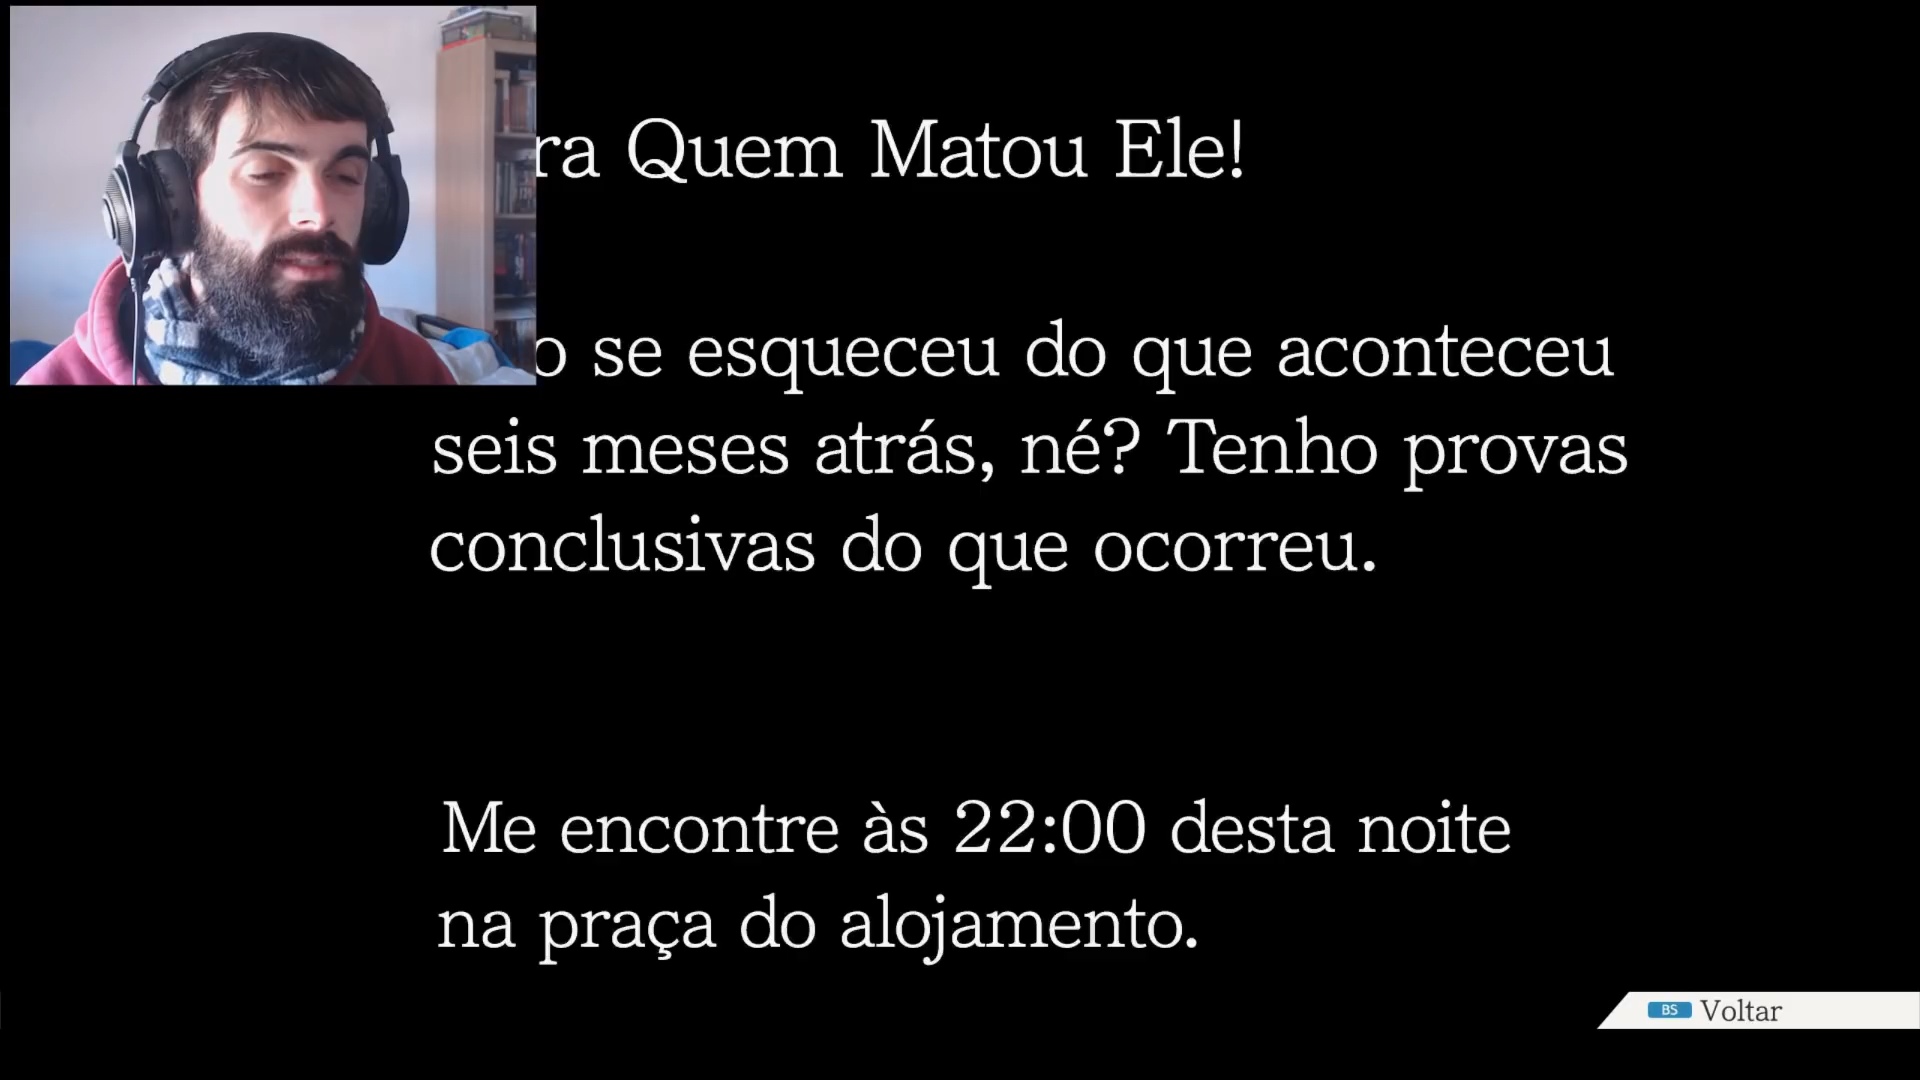 Quem Matou Ele!
se esqueceu do que aconteceu
seis meses atrás, né? Tenho provas
conclusivas do que ocorreu.
Me encontre às 22:00 desta noite
na praça do alojamento.
BS Voltar